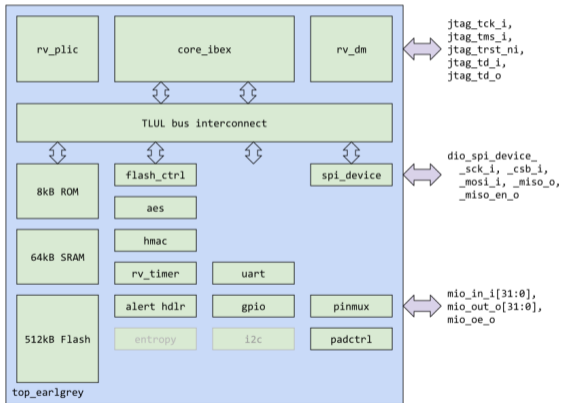 rv_plic
core_ibex
rv_dm
jtag_tck_i,
jtag_tms_i,
jtag_trst_ni,
jtag_td_i,
jtag_td_o
TLUL bus interconnect
8kB ROM
flash_ctrl
spi_device
dio_spi_device_
_sck_i, _csb_i,
_mosi_i, _miso_o,
_miso_en_o
aes
64kB SRAM
hmac
rv_timer
uart
512kB Flash
alert hdlr
gpio
pinmux
mio_in_i[31:0],
mio_out_o[31:0],
mio_oe_o
entropy
i2c
padctrl
top_earlgrey